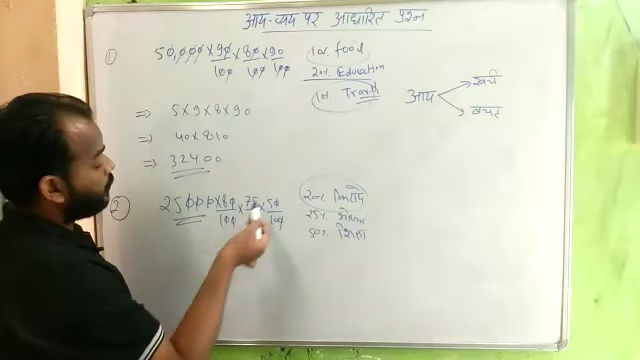 आय-व्यय पर आधारित प्रश्न
① 50,000 × 90/100 × 80/100 × 90/100
10% food
20% Education
10% Travel
⇒ 5×9×8×90
⇒ 40×810
⇒ 32400
आय
खर्च
बचत
② 25000 × 80/100 × 75/100 × 50/100
20% किराये
25% भोजन
50% शिक्षा